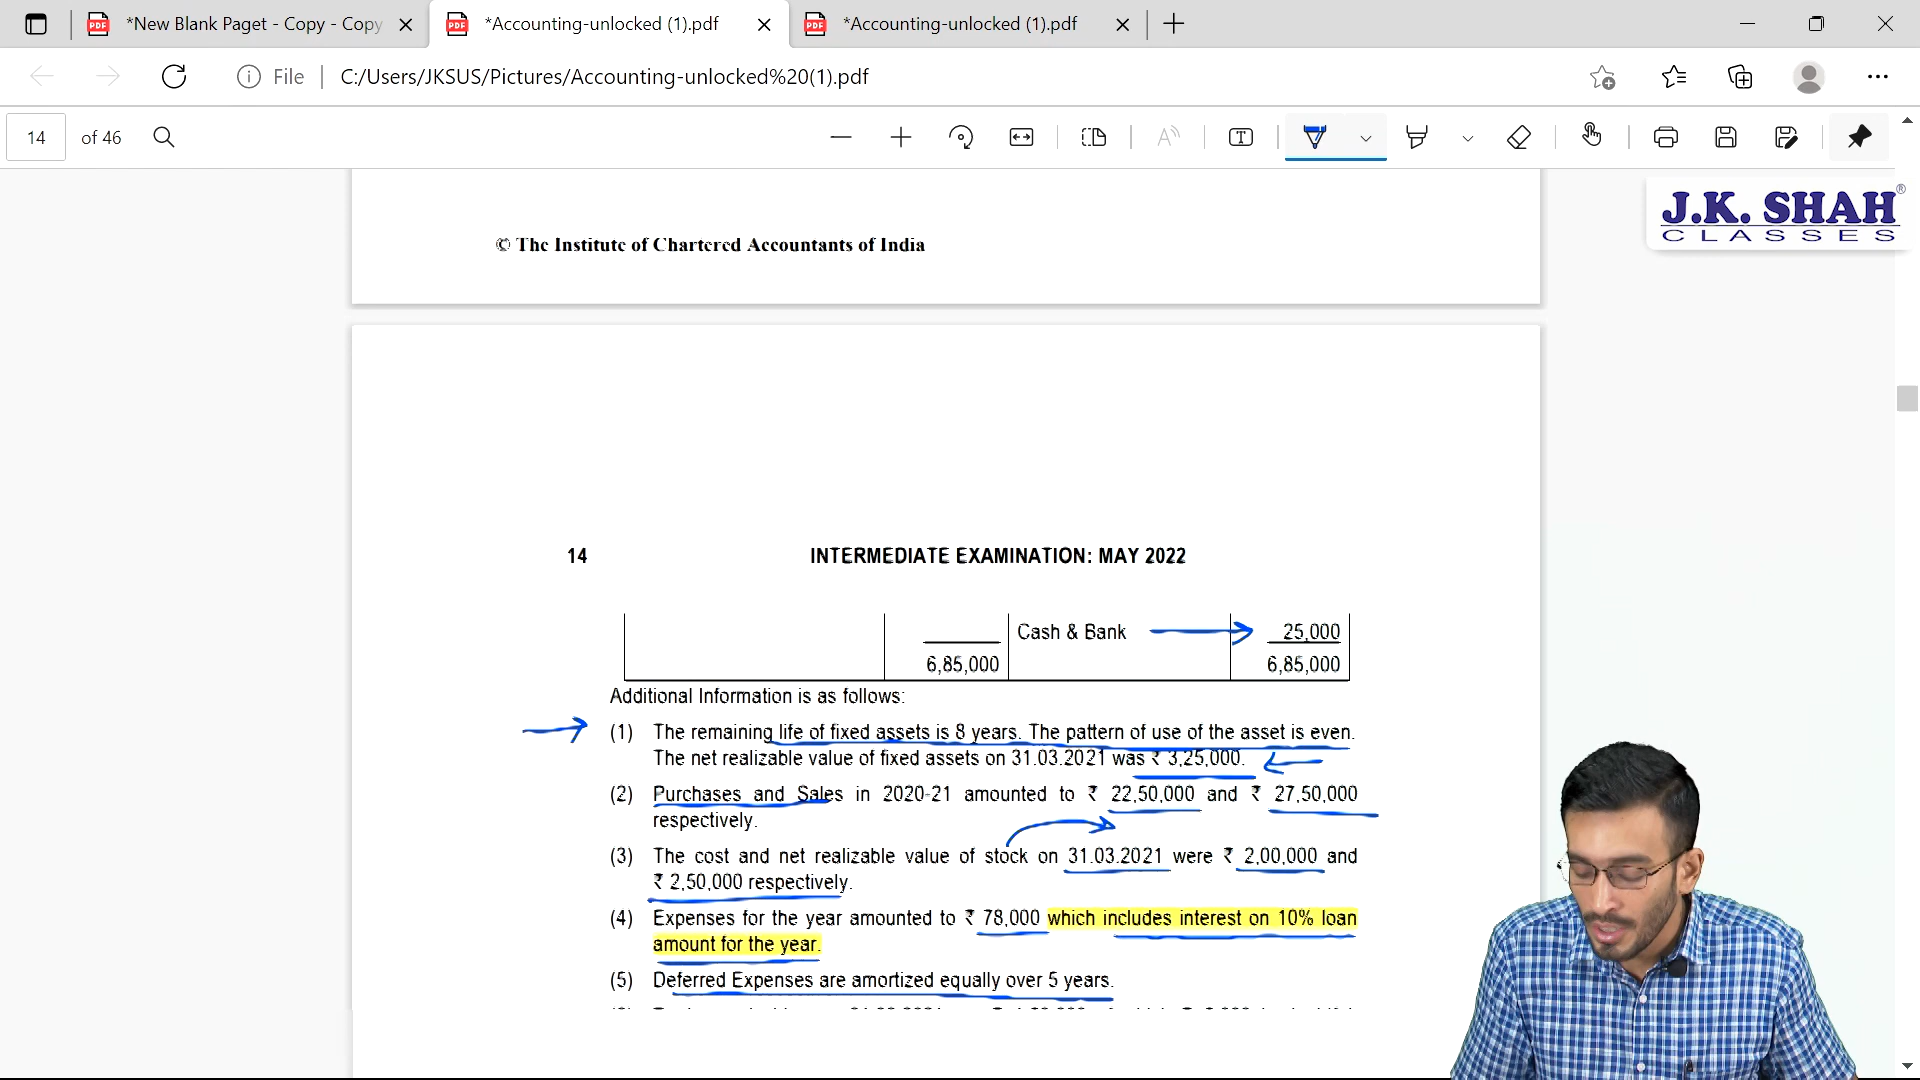 *New Blank Paget - Copy - Copy
*Accounting-unlocked (1).pdf
*Accounting-unlocked (1).pdf
File
C:/Users/JKSUS/Pictures/Accounting-unlocked%20(1).pdf
14 of 46
J.K. SHAH®
CLASSES
© The Institute of Chartered Accountants of India
14 INTERMEDIATE EXAMINATION: MAY 2022
Cash & Bank 25,000
6,85,000 6,85,000
Additional Information is as follows:
(1) The remaining life of fixed assets is 8 years. The pattern of use of the asset is even.
The net realizable value of fixed assets on 31.03.2021 was ₹ 3,25,000.
(2) Purchases and Sales in 2020-21 amounted to ₹ 22,50,000 and ₹ 27,50,000
respectively.
(3) The cost and net realizable value of stock on 31.03.2021 were ₹ 2,00,000 and
₹ 2,50,000 respectively.
(4) Expenses for the year amounted to ₹ 78,000 which includes interest on 10% loan
amount for the year.
(5) Deferred Expenses are amortized equally over 5 years.